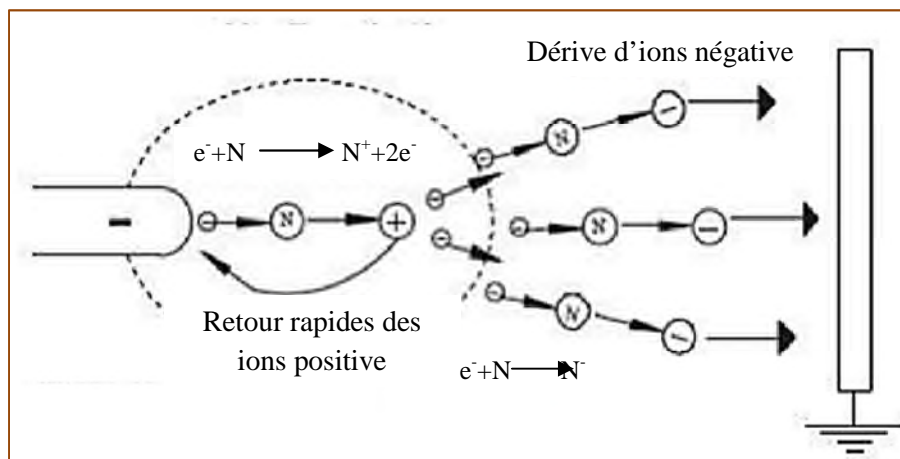 Dérive d'ions négative
e⁻+N ⟶ N⁺+2e⁻
- N + - N - N - N -
Retour rapides des
ions positive
e⁻+N ⟶ N⁻